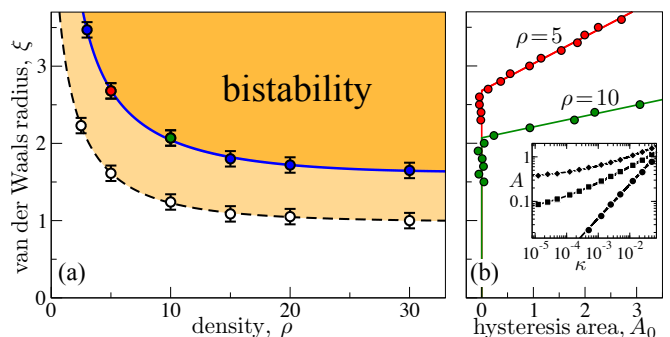 van der Waals radius, ξ
3
2
1
0
bistability
(a)
0
10
20
30
density, ρ
ρ = 5
ρ = 10
A
1
0.1
10⁻⁵
10⁻⁴
10⁻³
10⁻²
κ
(b)
0
1
2
3
hysteresis area, A₀